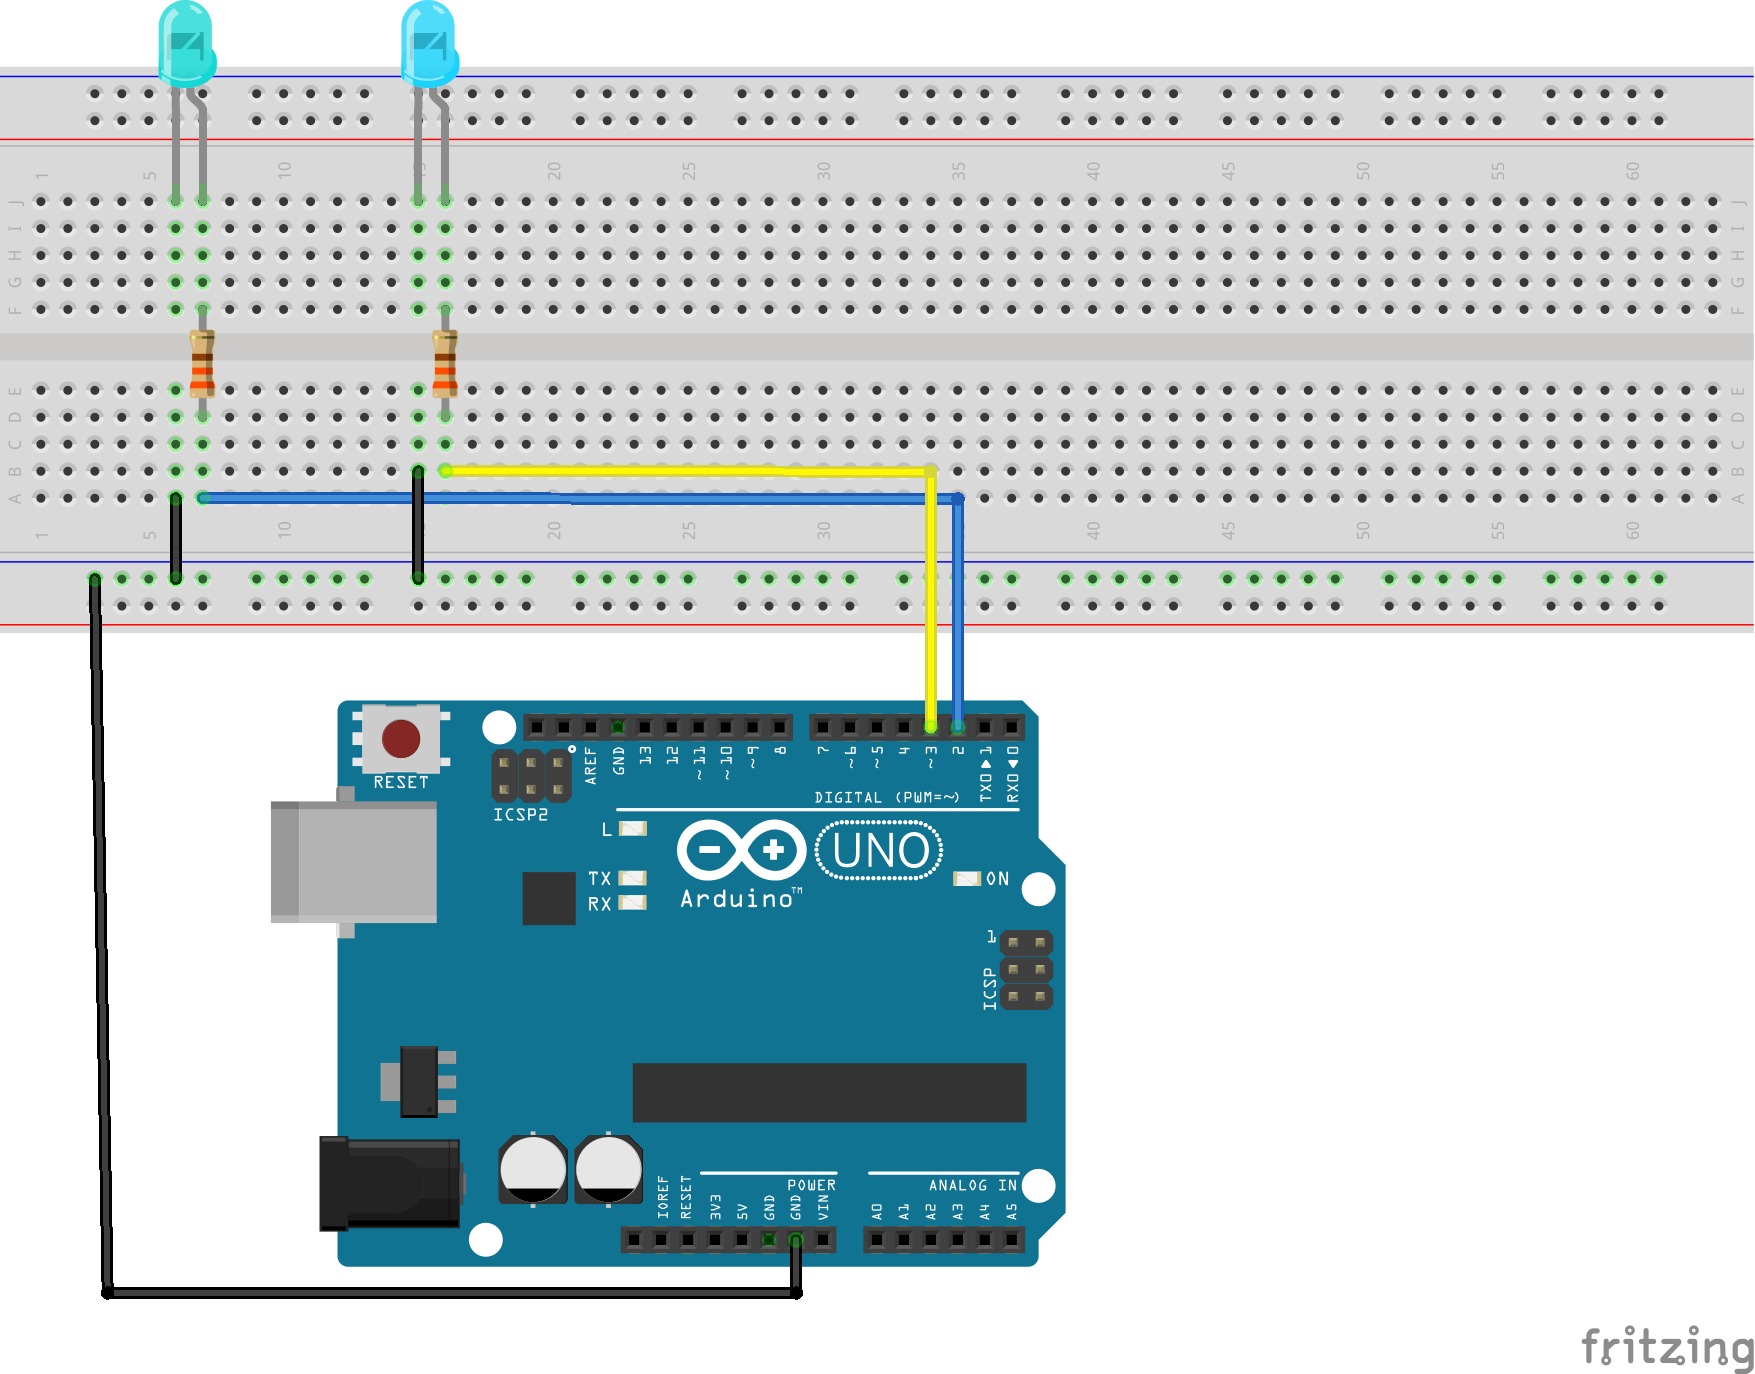 1 5 10 15 20 25 30 35 40 45 50 55 60
J J
I I
H H
G G
F F
E E
D D
C C
B B
A A
1 5 10 20 25 30 40 45 50 55 60
RESET
AREF GND 13 12 ~11 ~10 ~9 8 7 ~6 ~5 4 ~3 2 TX0▶1 RX0◀0
ICSP2
DIGITAL (PWM=~)
L
UNO
TX
ON
RX
Arduino™
1
ICSP
POWER
ANALOG IN
IOREF RESET 3V3 5V GND GND VIN A0 A1 A2 A3 A4 A5
fritzing